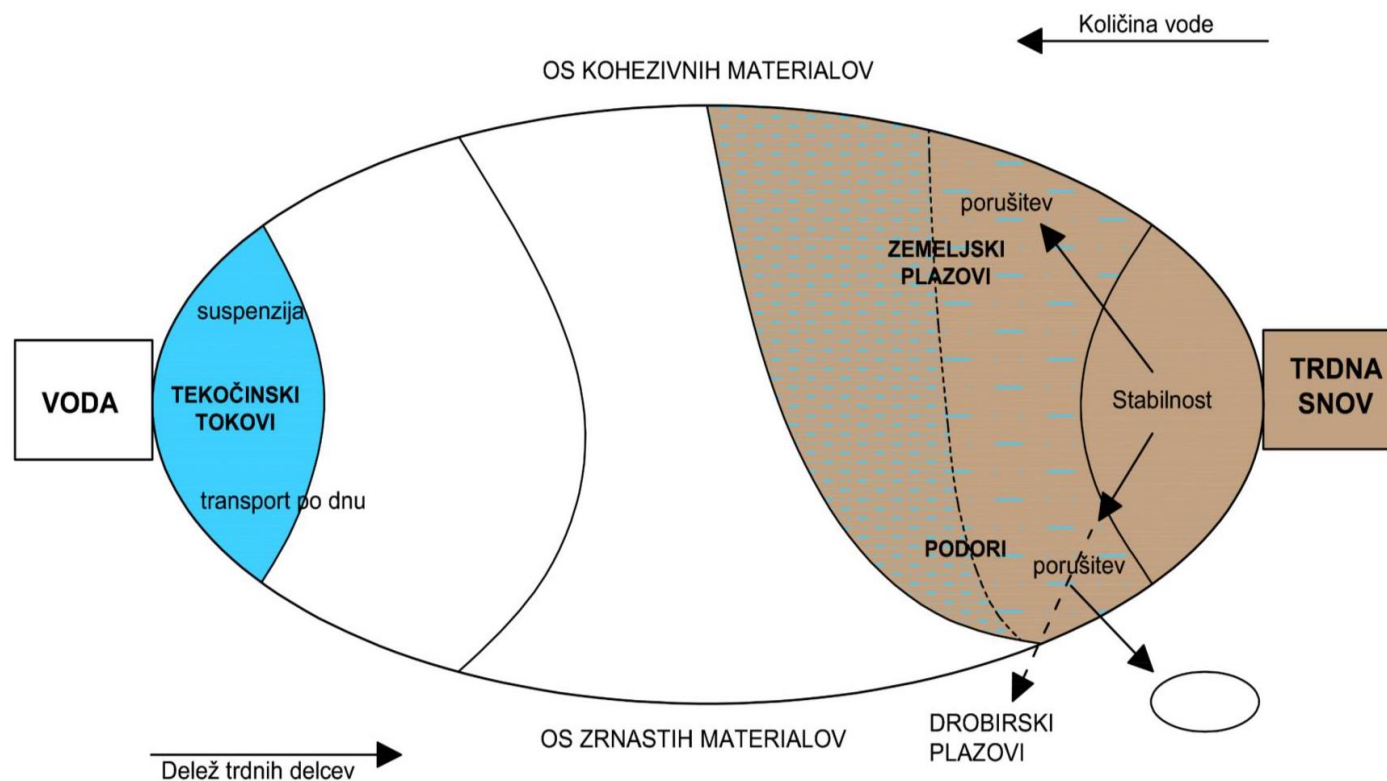 Količina vode
OS KOHEZIVNIH MATERIALOV
porušitev
ZEMELJSKI
PLAZOVI
suspenzija
VODA
TEKOČINSKI
TOKOVI
Stabilnost
TRDNA
SNOV
transport po dnu
PODORI
porušitev
DROBIRSKI
PLAZOVI
OS ZRNASTIH MATERIALOV
Delež trdnih delcev